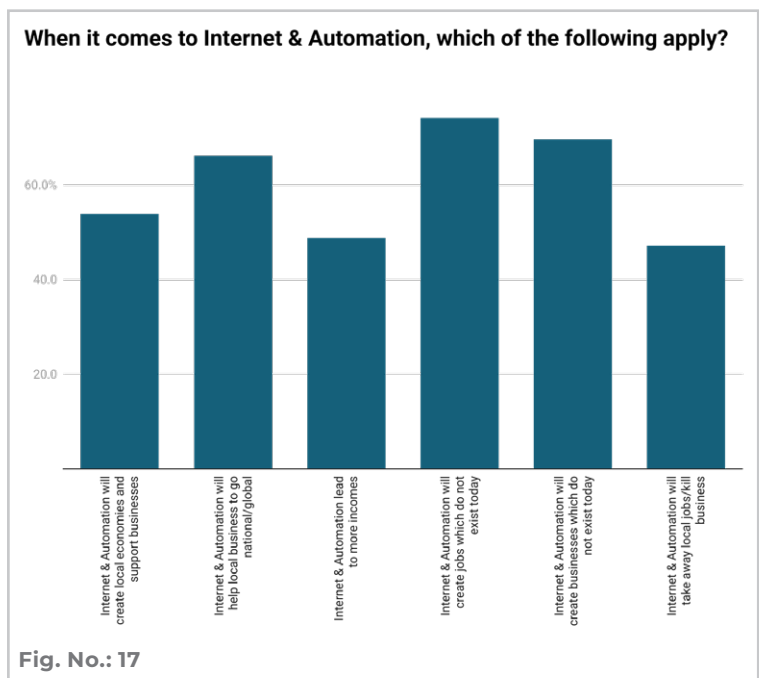 When it comes to Internet & Automation, which of the following apply?
60.0%
40.0
20.0
Internet & Automation will
create local economies and
support businesses
Internet & Automation will
help local business to go
national/global
Internet & Automation lead
to more incomes
Internet & Automation will
create jobs which do not
exist today
Internet & Automation will
create businesses which do
not exist today
Internet & Automation will
take away local jobs/kill
business
Fig. No.: 17